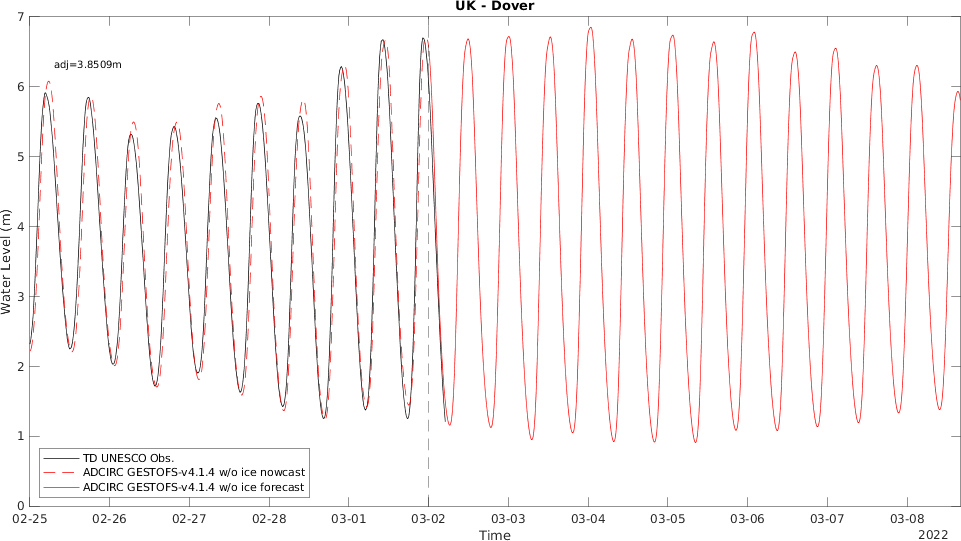 UK - Dover
7
adj=3.8509m
6
5
4
3
2
1
0
Water Level (m)
TD UNESCO Obs.
ADCIRC GESTOFS-v4.1.4 w/o ice nowcast
ADCIRC GESTOFS-v4.1.4 w/o ice forecast
02-25 02-26 02-27 02-28 03-01 03-02 03-03 03-04 03-05 03-06 03-07 03-08
Time
2022